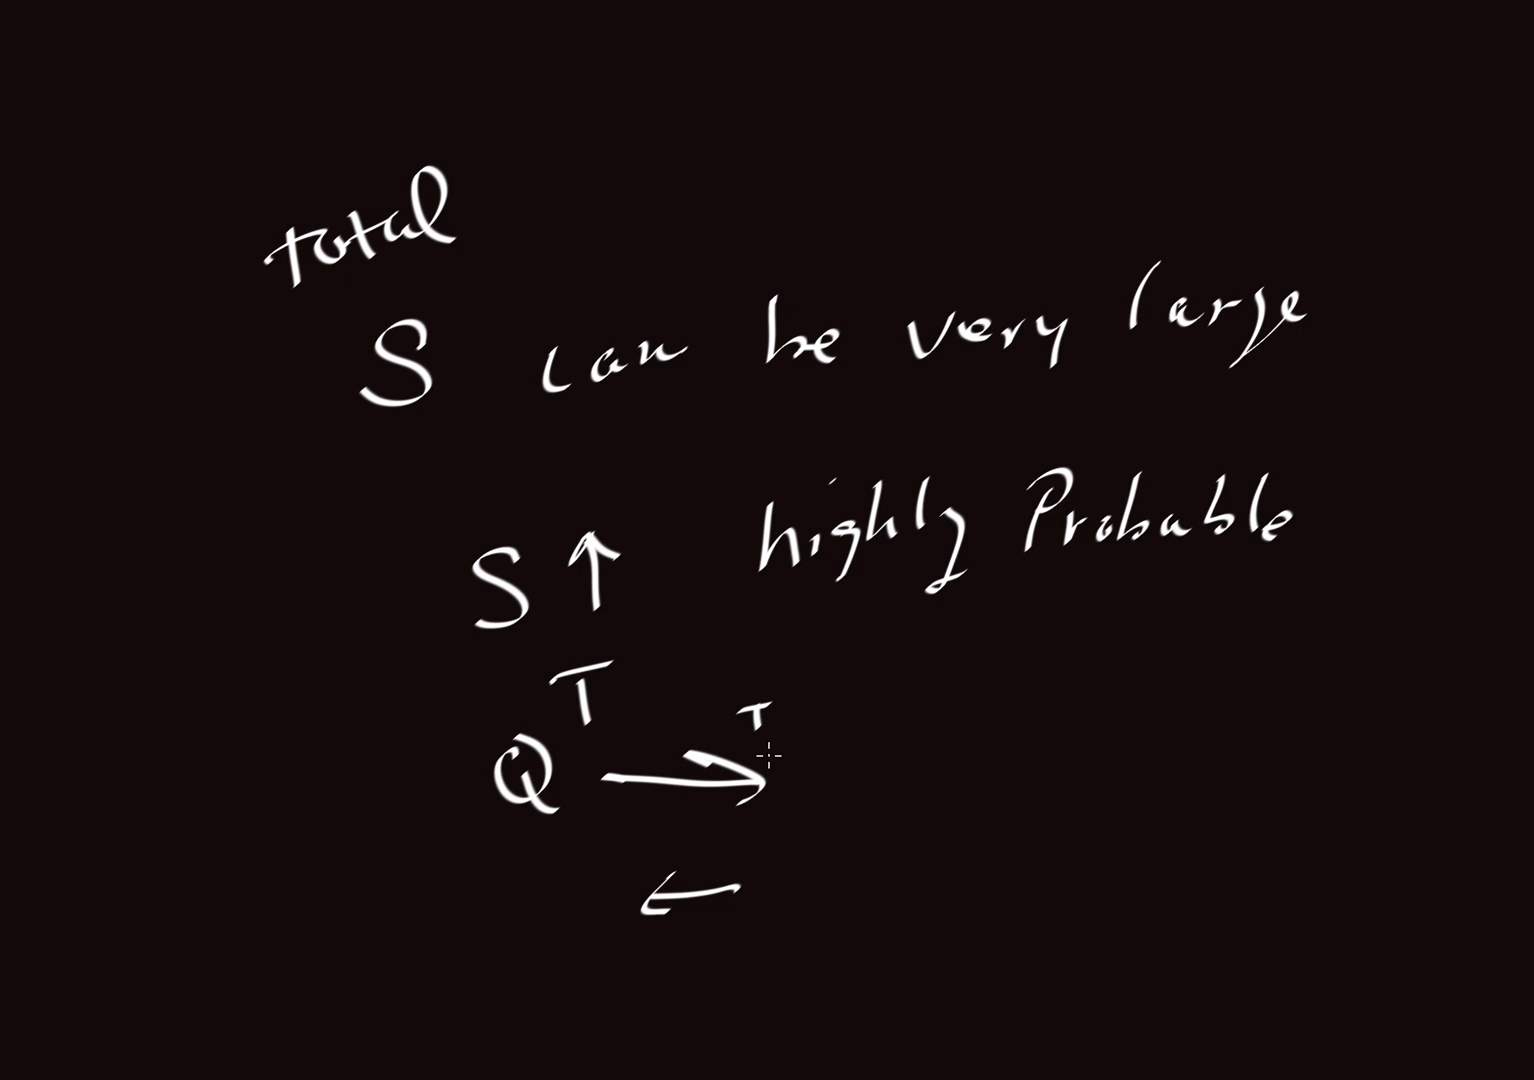 total
S can be very large
S ↑ highly Probable
T T
Q →
←